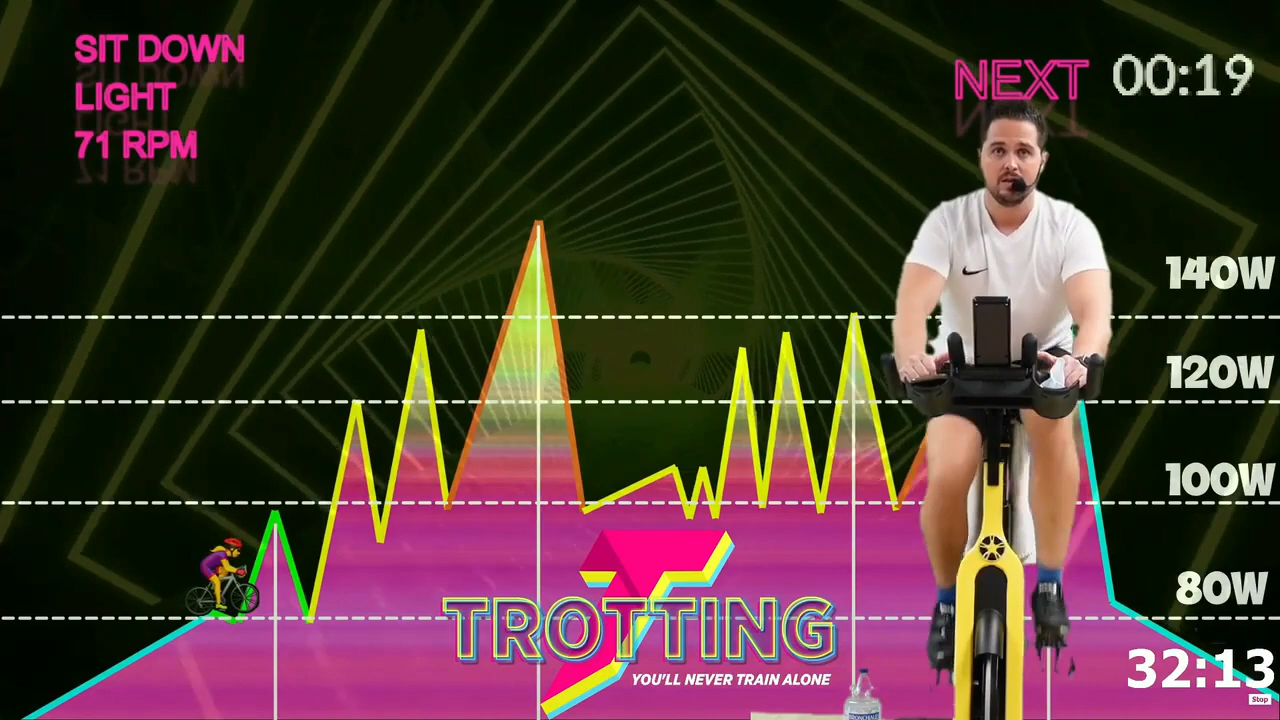 SIT DOWN
LIGHT
71 RPM
NEXT 00:19
140W
120W
100W
80W
TROTTING
YOU'LL NEVER TRAIN ALONE
32:13
Stop